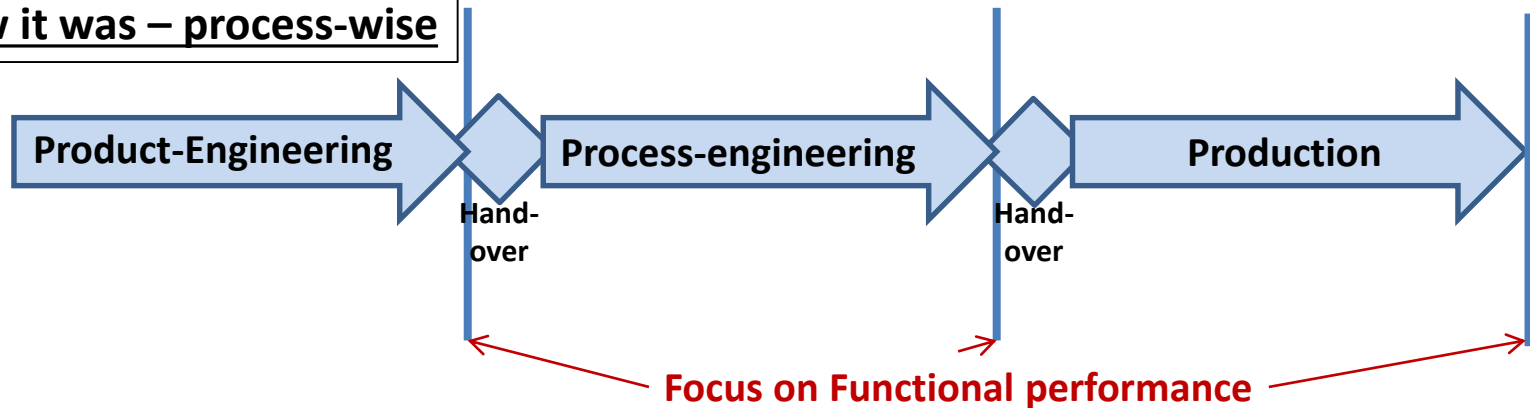 it was – process-wise
Product-Engineering
Process-engineering
Production
Hand-
over
Hand-
over
Focus on Functional performance